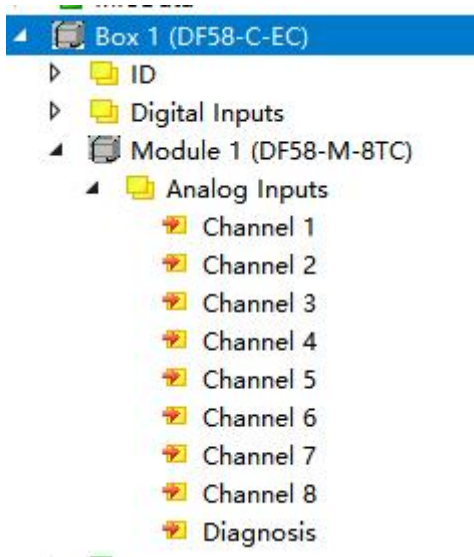 Box 1 (DF58-C-EC)
ID
Digital Inputs
Module 1 (DF58-M-8TC)
Analog Inputs
Channel 1
Channel 2
Channel 3
Channel 4
Channel 5
Channel 6
Channel 7
Channel 8
Diagnosis